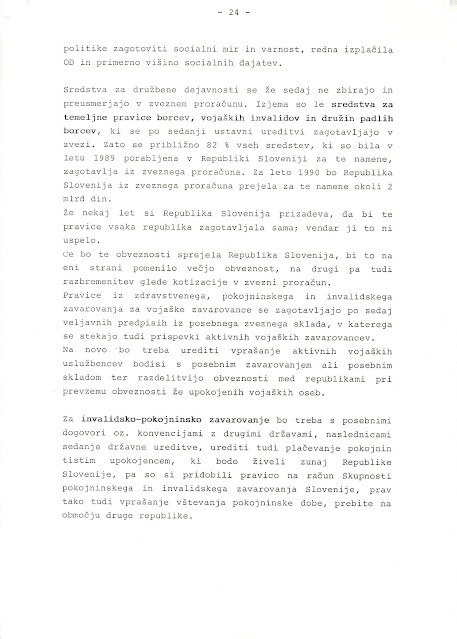 - 24 -
politike zagotoviti socialni mir in varnost, redna izplačila
OD in primerno višino socialnih dajatev.
Sredstva za družbene dejavnosti se že sedaj ne zbirajo in
preusmerjajo v zveznem proračunu. Izjema so le sredstva za
temeljne pravice borcev, vojaških invalidov in družin padlih
borcev, ki se po sedanji ustavni ureditvi zagotavljajo v
zvezi. Zato se približno 82 % vseh sredstev, ki so bila v
letu 1989 porabljena v Republiki Sloveniji za te namene,
zagotavlja iz zveznega proračuna. Za leto 1990 bo Republika
Slovenija iz zveznega proračuna prejela za te namene okoli 2
mlrd din.
Že nekaj let si Republika Slovenija prizadeva, da bi te
pravice vsaka republika zagotavljala sama; vendar ji to ni
uspelo.
Če bo te obveznosti sprejela Republika Slovenija, bi to na
eni strani pomenilo večjo obveznost, na drugi pa tudi
razbremenitev glede kotizacije v zvezni proračun.
Pravice iz zdravstvenega, pokojninskega in invalidskega
zavarovanja za vojaške zavarovance se zagotavljajo po sedaj
veljavnih predpisih iz posebnega zveznega sklada, v katerega
se stekajo tudi prispevki aktivnih vojaških zavarovancev.
Na novo bo treba urediti vprašanje aktivnih vojaških
uslužbencev bodisi s posebnim zavarovanjem ali posebnim
skladom ter razdelitvijo obveznosti med republikami pri
prevzemu obveznosti že upokojenih vojaških oseb.
Za invalidsko-pokojninsko zavarovanje bo treba s posebnimi
dogovori oz. konvencijami z drugimi državami, naslednicami
sedanje državne ureditve, urediti tudi plačevanje pokojnin
tistim upokojencem, ki bodo živeli zunaj Republike
Slovenije, pa so si pridobili pravico na račun Skupnosti
pokojninskega in invalidskega zavarovanja Slovenije, prav
tako tudi vprašanje vštevanja pokojninske dobe, prebite na
območju druge republike.